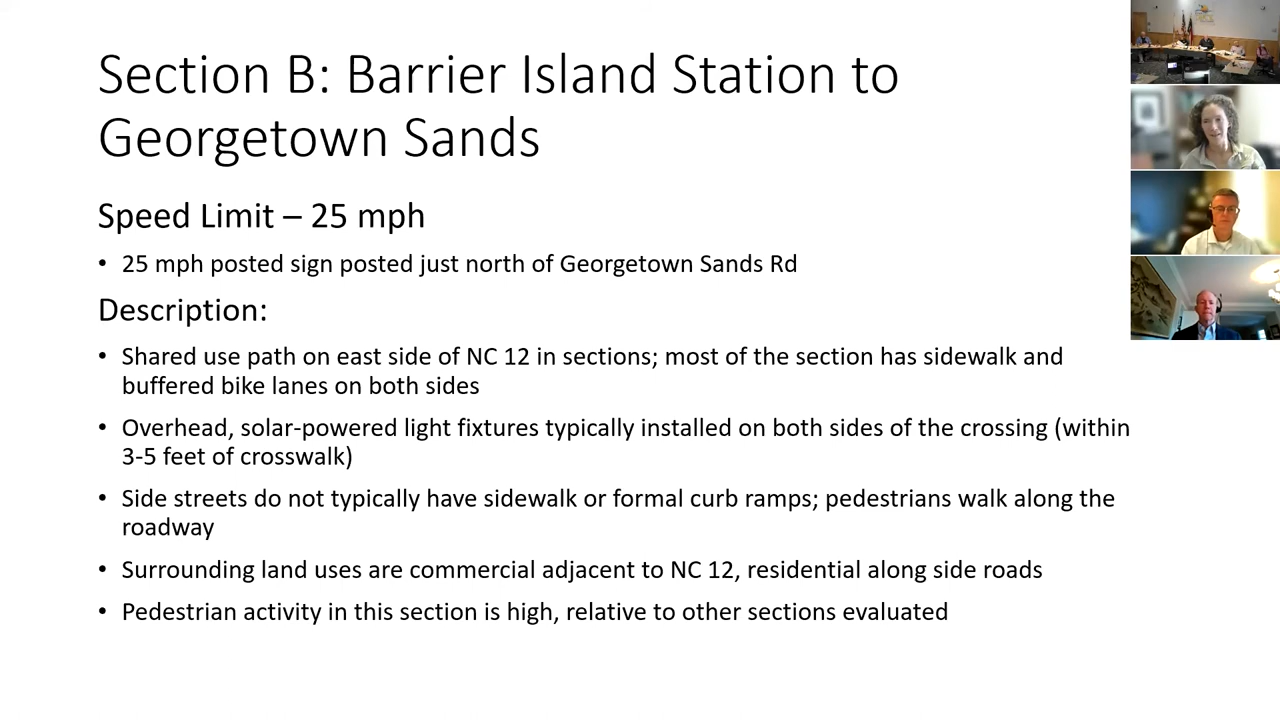 Section B: Barrier Island Station to
Georgetown Sands
Speed Limit – 25 mph
• 25 mph posted sign posted just north of Georgetown Sands Rd
Description:
• Shared use path on east side of NC 12 in sections; most of the section has sidewalk and
buffered bike lanes on both sides
• Overhead, solar-powered light fixtures typically installed on both sides of the crossing (within
3-5 feet of crosswalk)
• Side streets do not typically have sidewalk or formal curb ramps; pedestrians walk along the
roadway
• Surrounding land uses are commercial adjacent to NC 12, residential along side roads
• Pedestrian activity in this section is high, relative to other sections evaluated